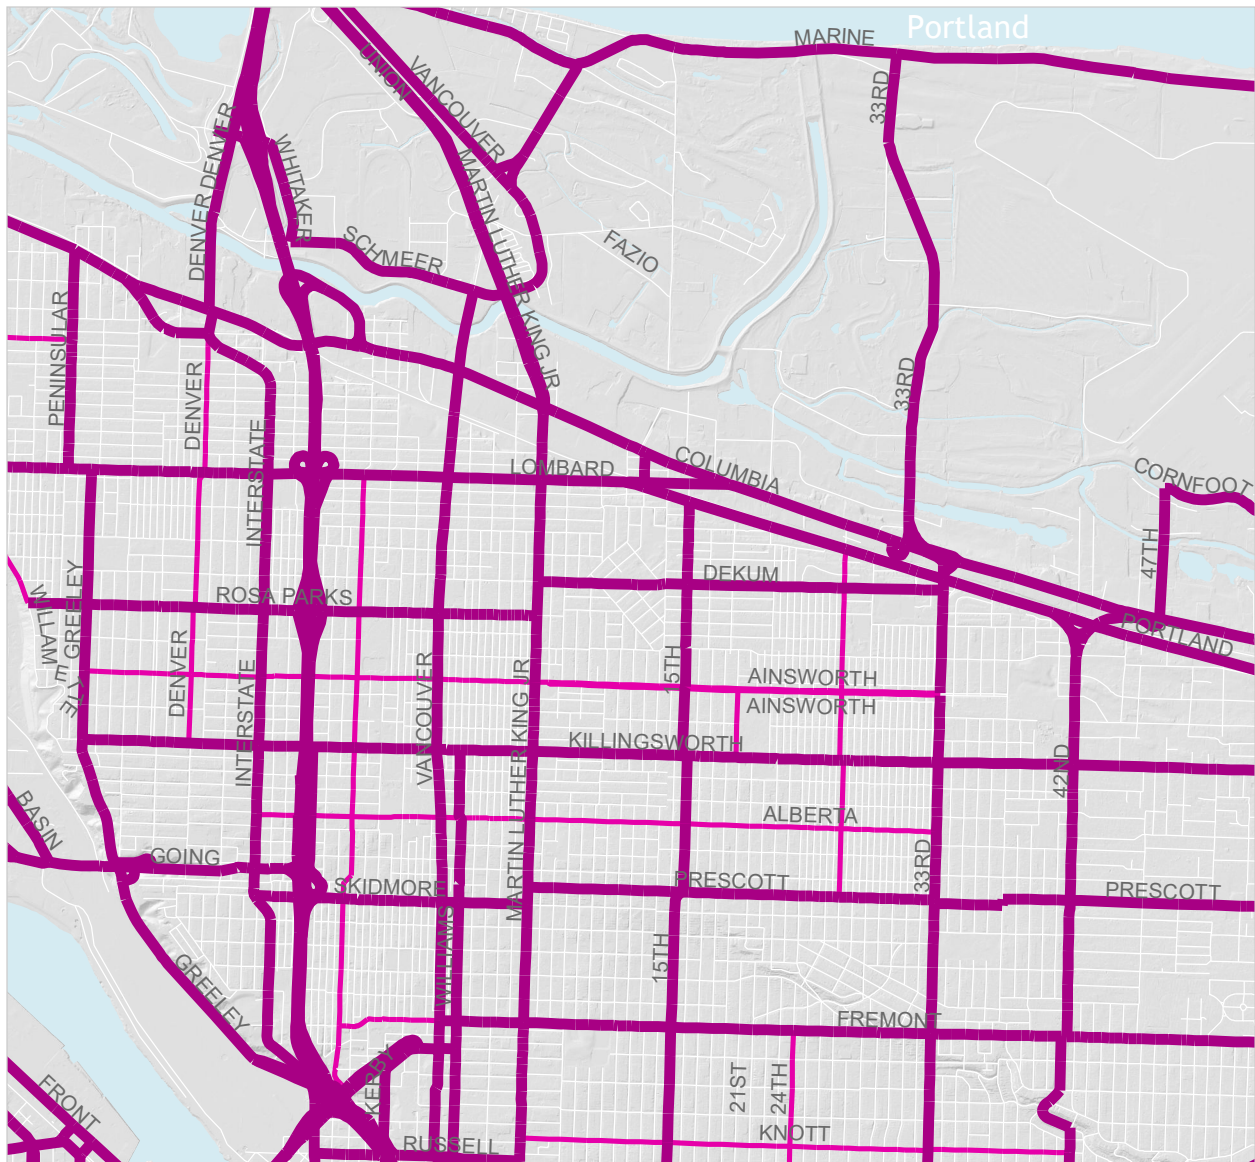 Portland
MARINE
UNION
VANCOUVER
33RD
DENVER
DENVER
WHITAKER
MARTIN LUTHER KING JR
SCHMEER
FAZIO
PENINSULAR
DENVER
33RD
INTERSTATE
LOMBARD
COLUMBIA
CORNFOOT
47TH
DEKUM
ROSA PARKS
GREELEY
WILLAMETTE
PORTLAND
DENVER
INTERSTATE
VANCOUVER
MARTIN LUTHER KING JR
15TH
AINSWORTH
AINSWORTH
KILLINGSWORTH
42ND
BASIN
ALBERTA
GOING
SKIDMORE
PRESCOTT
33RD
PRESCOTT
WILLIAMS
15TH
GREELEY
FREMONT
KERBY
21ST
24TH
FRONT
KNOTT
RUSSELL